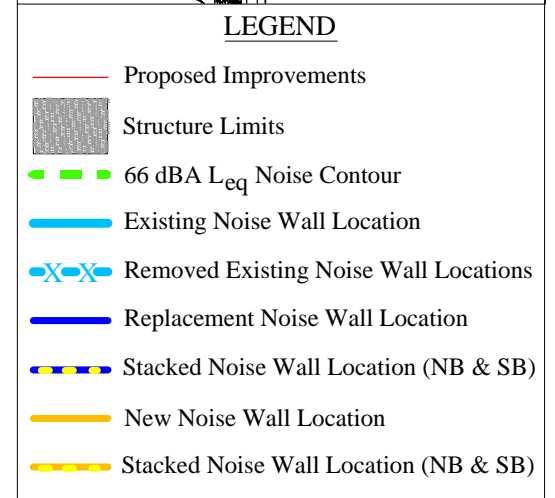 LEGEND
Proposed Improvements
Structure Limits
66 dBA Leq Noise Contour
Existing Noise Wall Location
X X Removed Existing Noise Wall Locations
Replacement Noise Wall Location
Stacked Noise Wall Location (NB & SB)
New Noise Wall Location
Stacked Noise Wall Location (NB & SB)